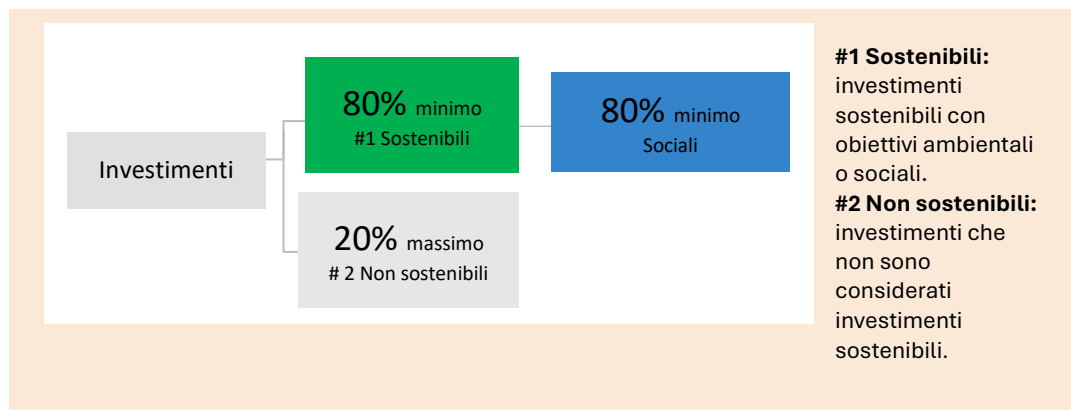 Investimenti
80% minimo
#1 Sostenibili
80% minimo
Sociali
20% massimo
# 2 Non sostenibili
#1 Sostenibili:
investimenti
sostenibili con
obiettivi ambientali
o sociali.
#2 Non sostenibili:
investimenti che
non sono
considerati
investimenti
sostenibili.